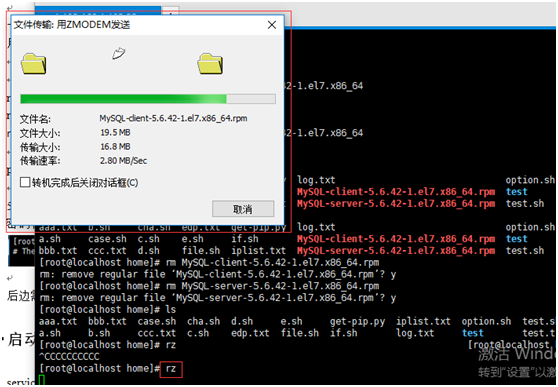 文件传输: 用ZMODEM发送
文件名: MySQL-client-5.6.42-1.el7.x86_64.rpm
文件大小: 19.5 MB
传输大小: 16.8 MB
传输速率: 2.80 MB/Sec
转机完成后关闭对话框(C)
取消
-42-1.el7.x86_64
-42-1.el7.x86_64
log.txt option.sh
MySQL-client-5.6.42-1.el7.x86_64.rpm test
MySQL-server-5.6.42-1.el7.x86_64.rpm test.sh
aaa.txt b.sh cha.sh edp.txt get-pip.py log.txt option.sh
a.sh case.sh c.sh e.sh if.sh MySQL-client-5.6.42-1.el7.x86_64.rpm test
bbb.txt ccc.txt d.sh file.sh iplist.txt MySQL-server-5.6.42-1.el7.x86_64.rpm test.sh
[root@localhost home]# rm MySQL-client-5.6.42-1.el7.x86_64.rpm
rm: remove regular file ‘MySQL-client-5.6.42-1.el7.x86_64.rpm’? y
[root@localhost home]# rm MySQL-server-5.6.42-1.el7.x86_64.rpm
rm: remove regular file ‘MySQL-server-5.6.42-1.el7.x86_64.rpm’? y
[root@localhost home]# ls
aaa.txt bbb.txt case.sh cha.sh d.sh e.sh get-pip.py iplist.txt option.sh test.sh
a.sh b.sh ccc.txt c.sh edp.txt file.sh if.sh log.txt test test.t
[root@localhost home]# rz [root@localhost home]#
^CCCCCCCCCC
[root@localhost home]# rz
[root
# The
后边
启动
servic
激活 Windo
转到"设置"以激